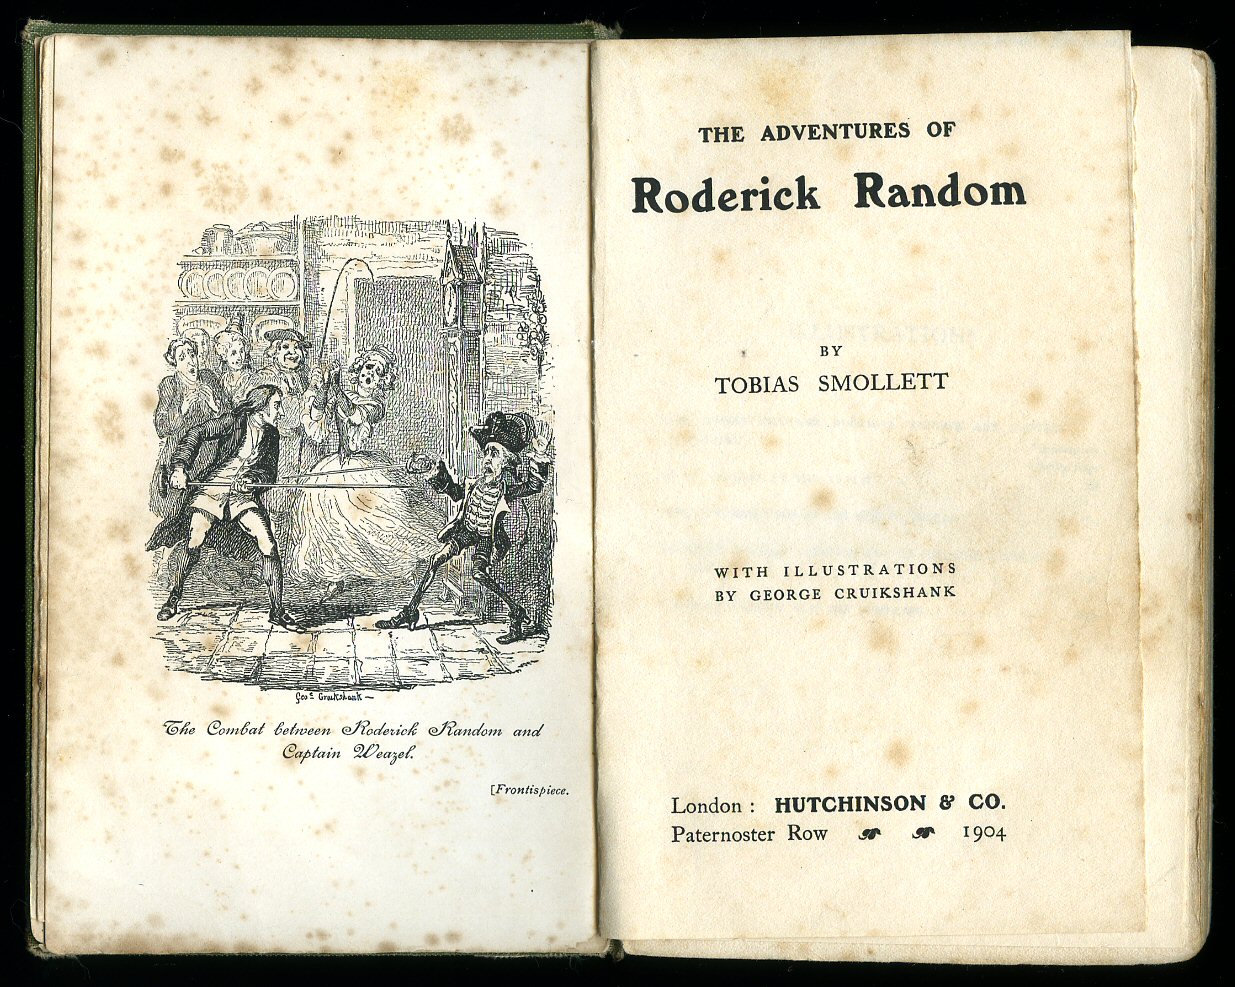 Geo.s Cruikshank
The Combat between Roderick Random and
Captain Weazel.
[Frontispiece.
THE ADVENTURES OF
Roderick Random
BY
TOBIAS SMOLLETT
WITH ILLUSTRATIONS
BY GEORGE CRUIKSHANK
London : HUTCHINSON & CO.
Paternoster Row 1904